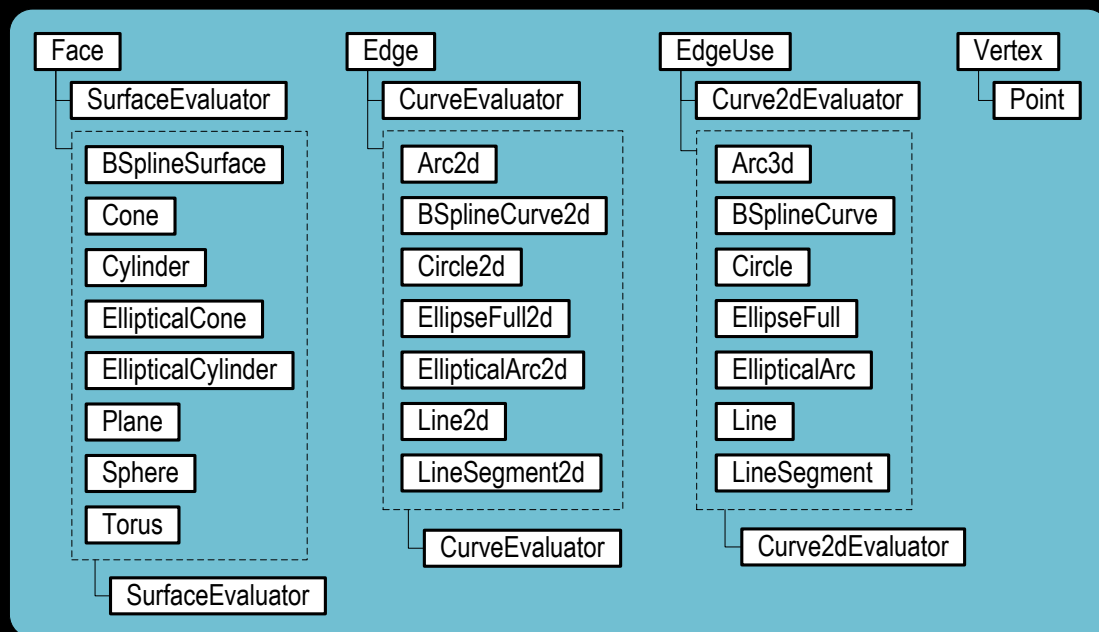 Face
SurfaceEvaluator
BSplineSurface
Cone
Cylinder
EllipticalCone
EllipticalCylinder
Plane
Sphere
Torus
SurfaceEvaluator
Edge
CurveEvaluator
Arc2d
BSplineCurve2d
Circle2d
EllipseFull2d
EllipticalArc2d
Line2d
LineSegment2d
CurveEvaluator
EdgeUse
Curve2dEvaluator
Arc3d
BSplineCurve
Circle
EllipseFull
EllipticalArc
Line
LineSegment
Curve2dEvaluator
Vertex
Point